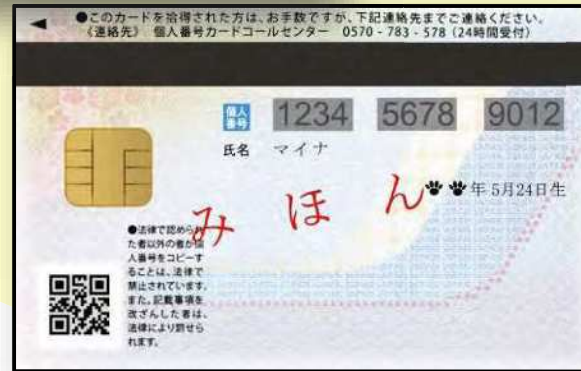 ●このカードを拾得された方は、お手数ですが、下記連絡先までご連絡ください。
《連絡先》 個人番号カードコールセンター 0570-783-578（24時間受付）
個人番号 1234 5678 9012
氏名 マイナ
年 5月24日生
みほん
●法律で認められ
た者以外の者が個
人番号をコピーす
ることは、法律で
禁止されています。
また、記載事項を
改ざんした者は、
法律により罰せら
れます。